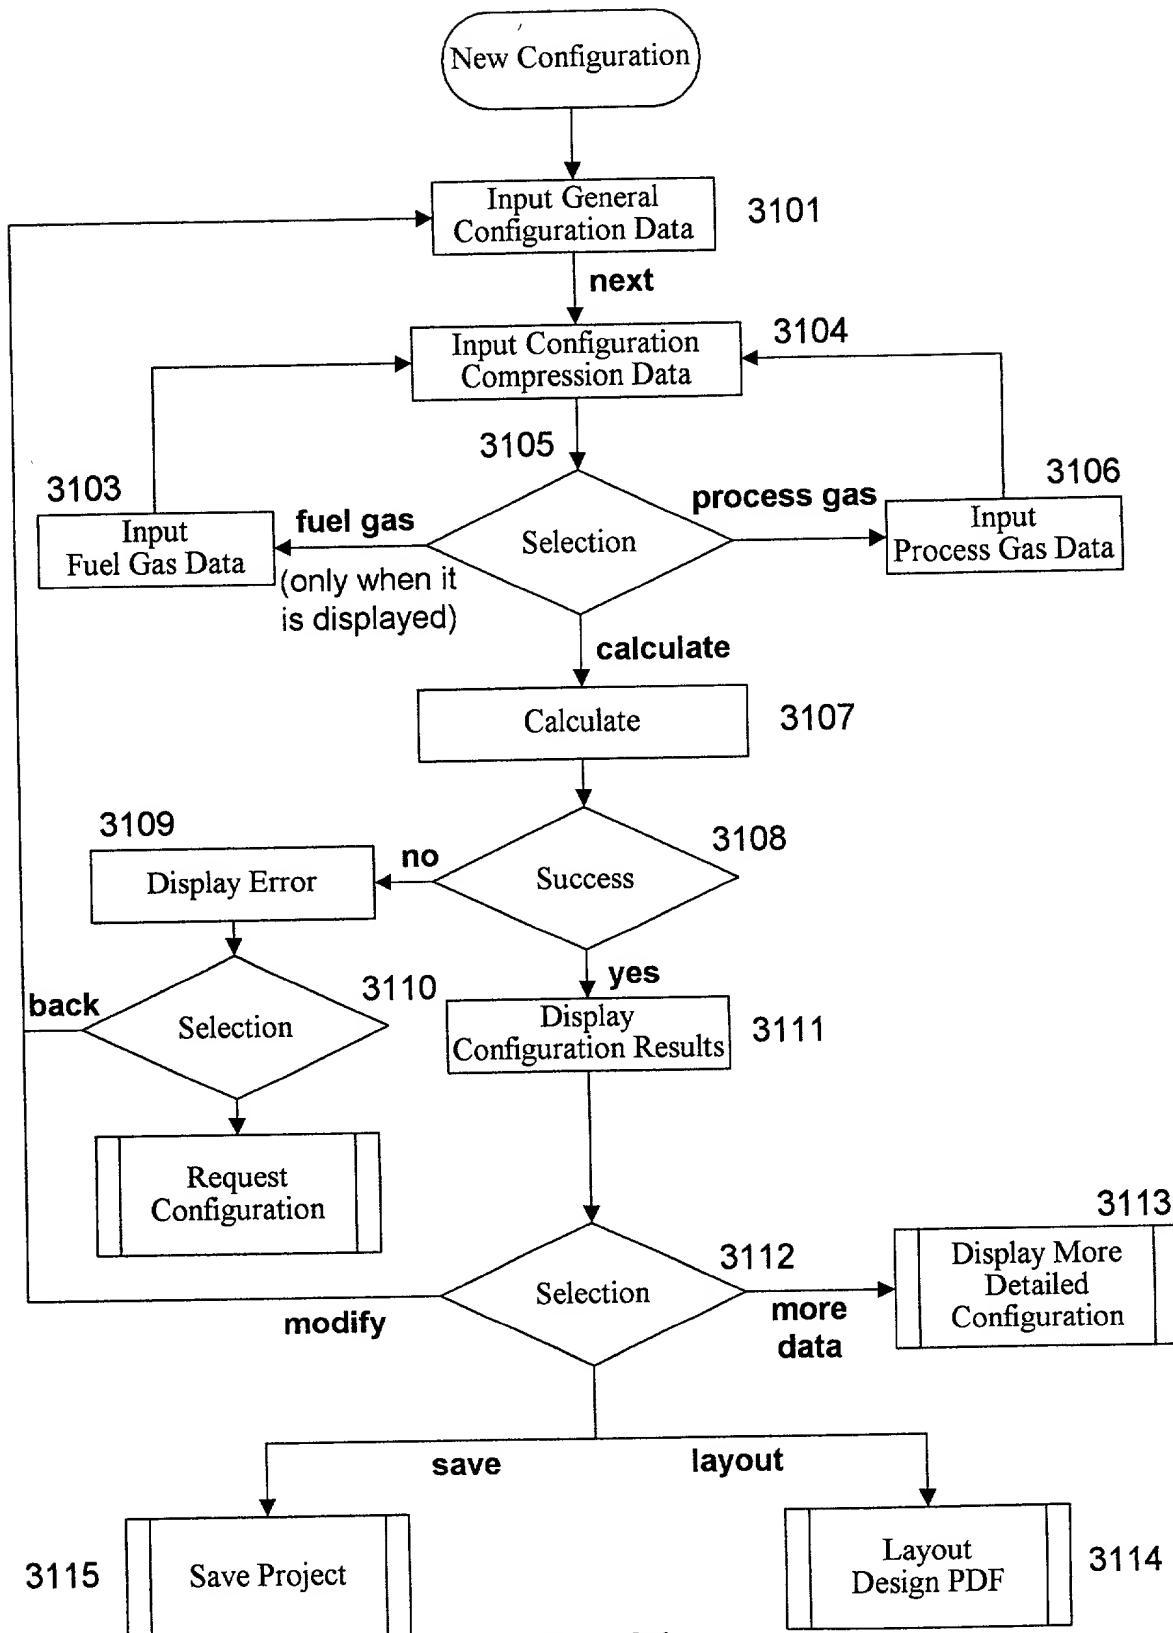 New Configuration
Input General
Configuration Data
3101
next
Input Configuration
Compression Data
3104
3105
3103
Input
Fuel Gas Data
fuel gas
(only when it
is displayed)
Selection
process gas
3106
Input
Process Gas Data
calculate
Calculate
3107
3109
Display Error
no
Success
3108
yes
back
Selection
3110
Display
Configuration Results
3111
Request
Configuration
modify
Selection
3112
more
data
3113
Display More
Detailed
Configuration
save
layout
3115
Save Project
Layout
Design PDF
3114